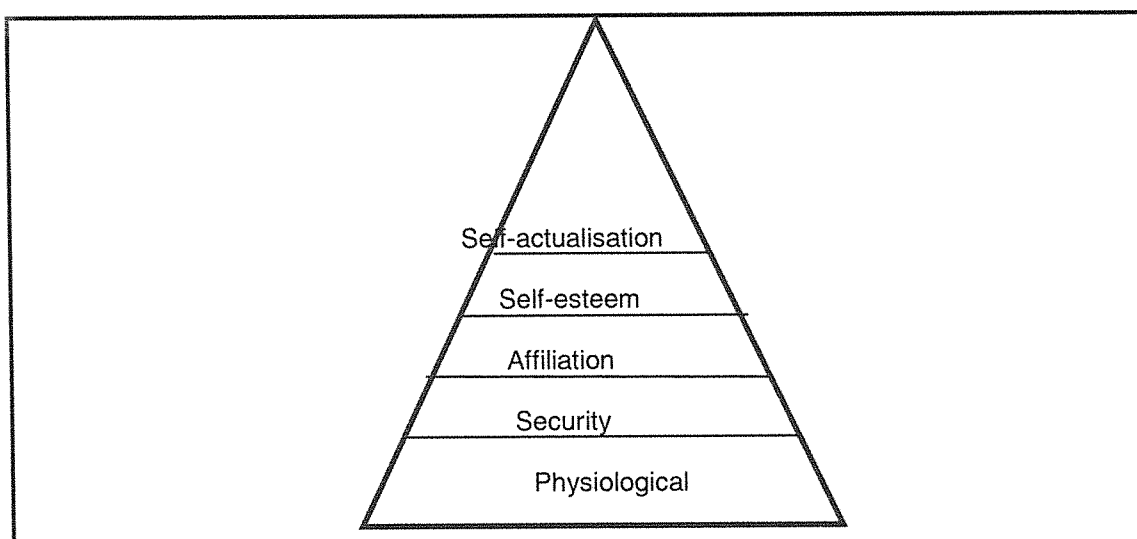 Self-actualisation
Self-esteem
Affiliation
Security
Physiological